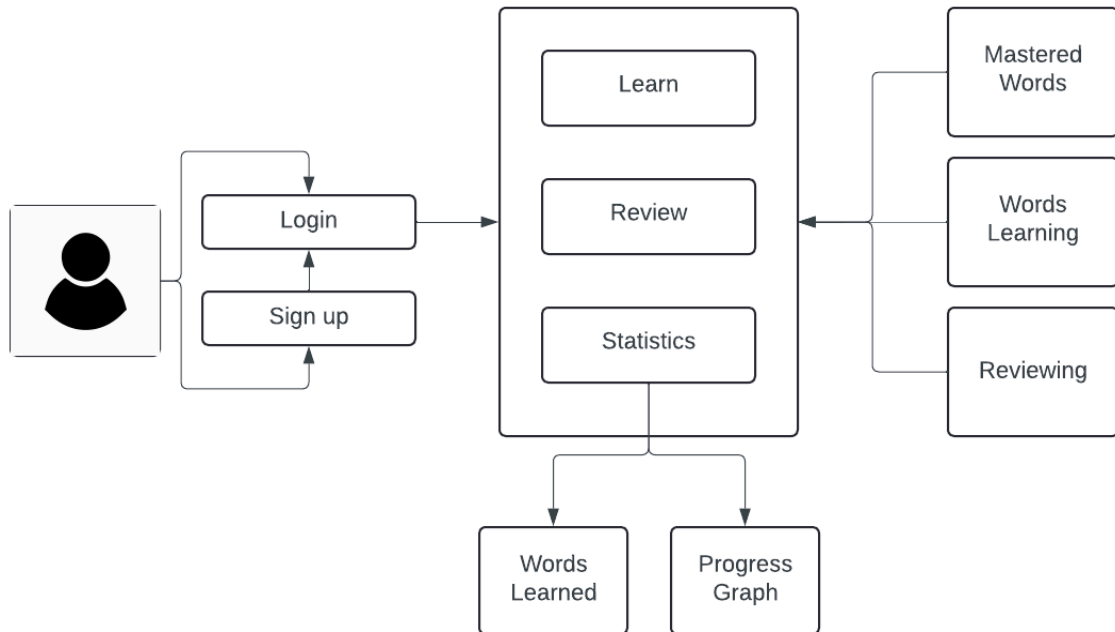 Login
Sign up
Learn
Review
Statistics
Mastered
Words
Words
Learning
Reviewing
Words
Learned
Progress
Graph